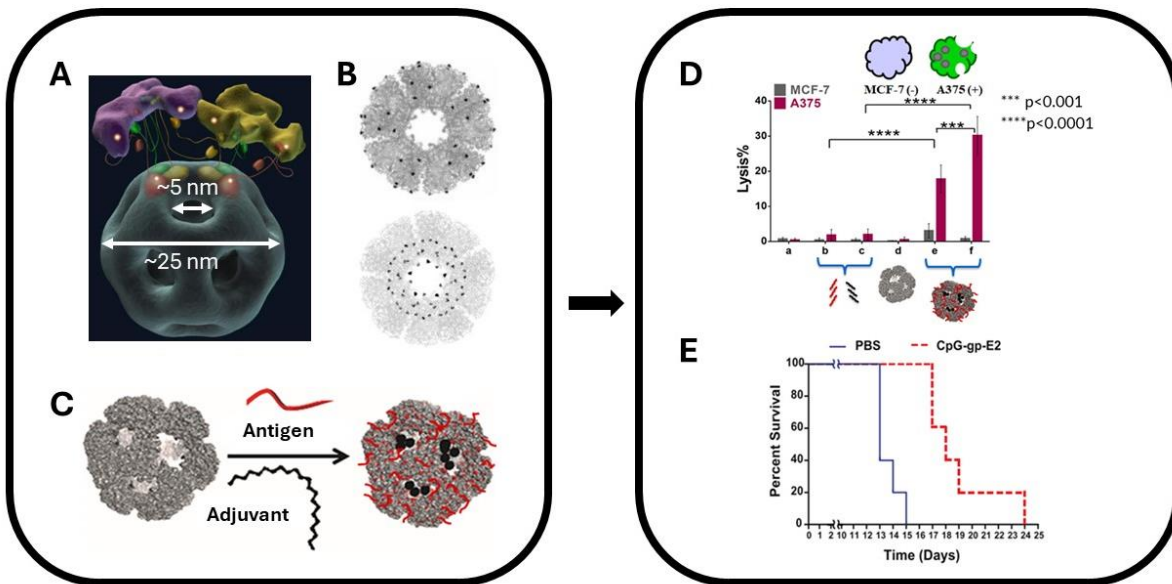 A
~5 nm
~25 nm
B
C
Antigen
Adjuvant
D
MCF-7 (-) A375 (+)
MCF-7
A375
*** p<0.001
****p<0.0001
****
****
***
Lysis%
40
30
20
10
0
a b c d e f
E
PBS CpG-gp-E2
Percent Survival
100
80
60
40
20
0
0 1 2 10 11 12 13 14 15 16 17 18 19 20 21 22 23 24 25
Time (Days)